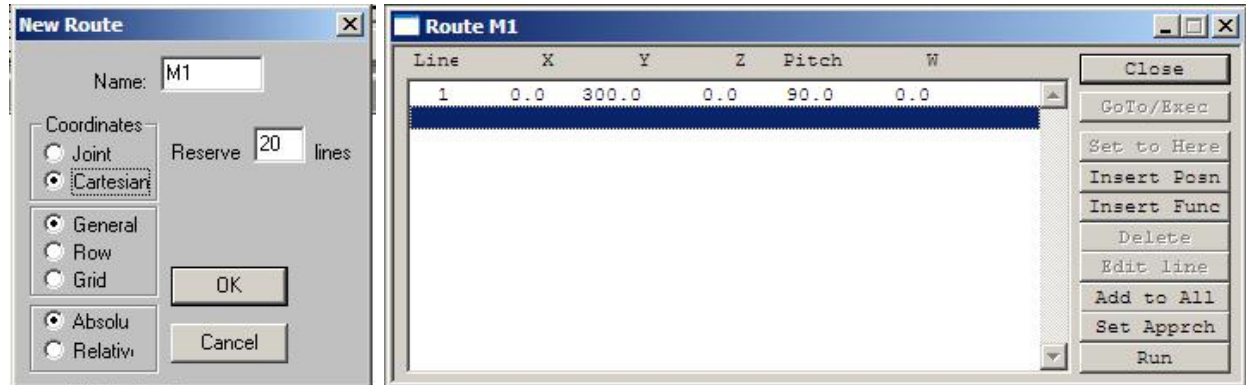 New Route
Name: M1
Coordinates
Joint
Cartesian
Reserve 20 lines
General
Row
Grid
OK
Absolu
Relativ
Cancel
Route M1
Line X Y Z Pitch W
1 0.0 300.0 0.0 90.0 0.0
Close
GoTo/Exec
Set to Here
Insert Posn
Insert Func
Delete
Edit line
Add to All
Set Apprch
Run